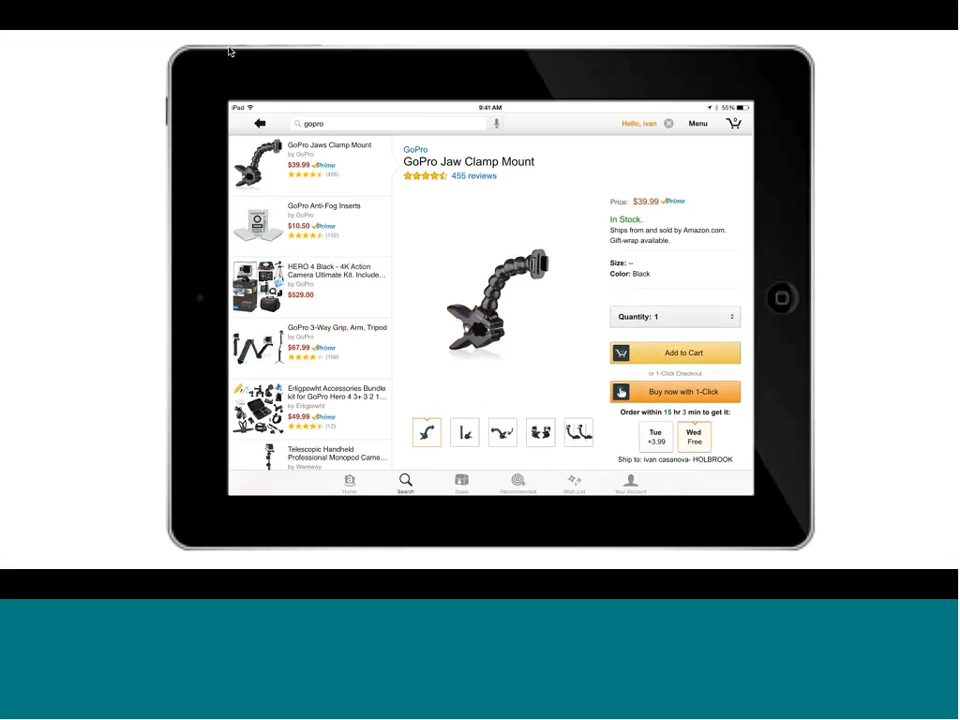 iPad
9:41 AM
55%
gopro
Hello, ivan
Menu
0
GoPro Jaws Clamp Mount
by GoPro
$39.99 Prime
(455)
GoPro Anti-Fog Inserts
by GoPro
$10.50 Prime
(152)
HERO 4 Black - 4K Action
Camera Ultimate Kit. Include...
by GoPro
$529.00
GoPro 3-Way Grip, Arm, Tripod
by GoPro
$67.99 Prime
(169)
Erligpowht Accessories Bundle
kit for GoPro Hero 4 3+ 3 2 1...
by Erligpowht
$49.99 Prime
(12)
Telescopic Handheld
Professional Monopod Came...
by Wareway
GoPro
GoPro Jaw Clamp Mount
455 reviews
Price: $39.99 Prime
In Stock.
Ships from and sold by Amazon.com.
Gift-wrap available.
Size: --
Color: Black
Quantity: 1
Add to Cart
or 1-Click Checkout
Buy now with 1-Click
Order within 15 hr 3 min to get it:
Tue
+3.99
Wed
Free
Ship to: ivan casanova- HOLBROOK
Home
Search
Deals
Recommended
Wish List
Your Account